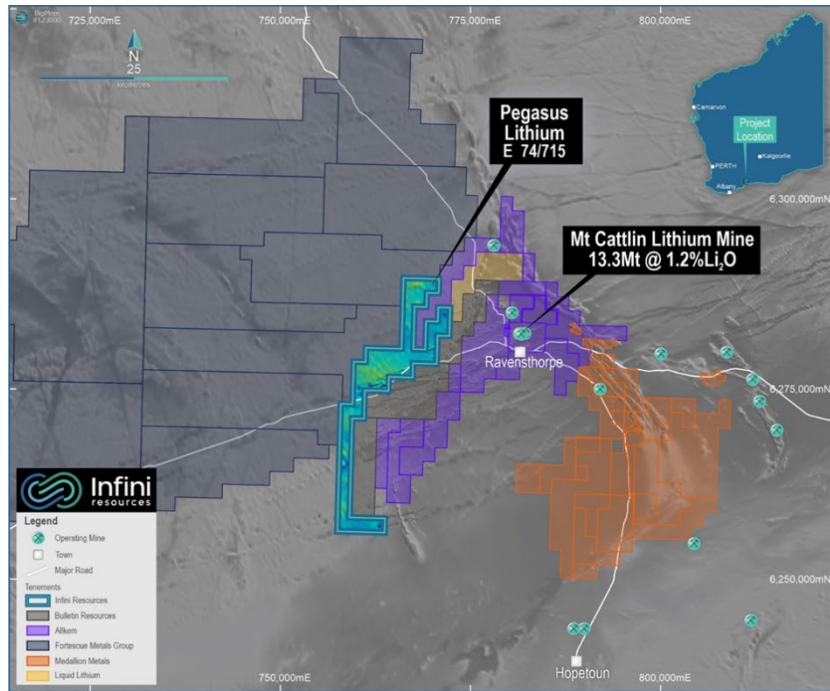 725,000mE
750,000mE
775,000mE
800,000mE
N
25
kilometres
Pegasus
Lithium
E 74/715
Carnarvon
Project
Location
Kalgoorlie
PERTH
Albany
6,300,000mN
Mt Cattlin Lithium Mine
13.3Mt @ 1.2%Li₂O
Ravensthorpe
6,275,000mN
Infini
resources
Legend
Operating Mine
Town
Major Road
Tenements
Infini Resources
Bulletin Resources
Allkem
Fortescue Metals Group
Medallion Metals
Liquid Lithium
6,250,000mN
Hopetoun
750,000mE
775,000mE
800,000mE